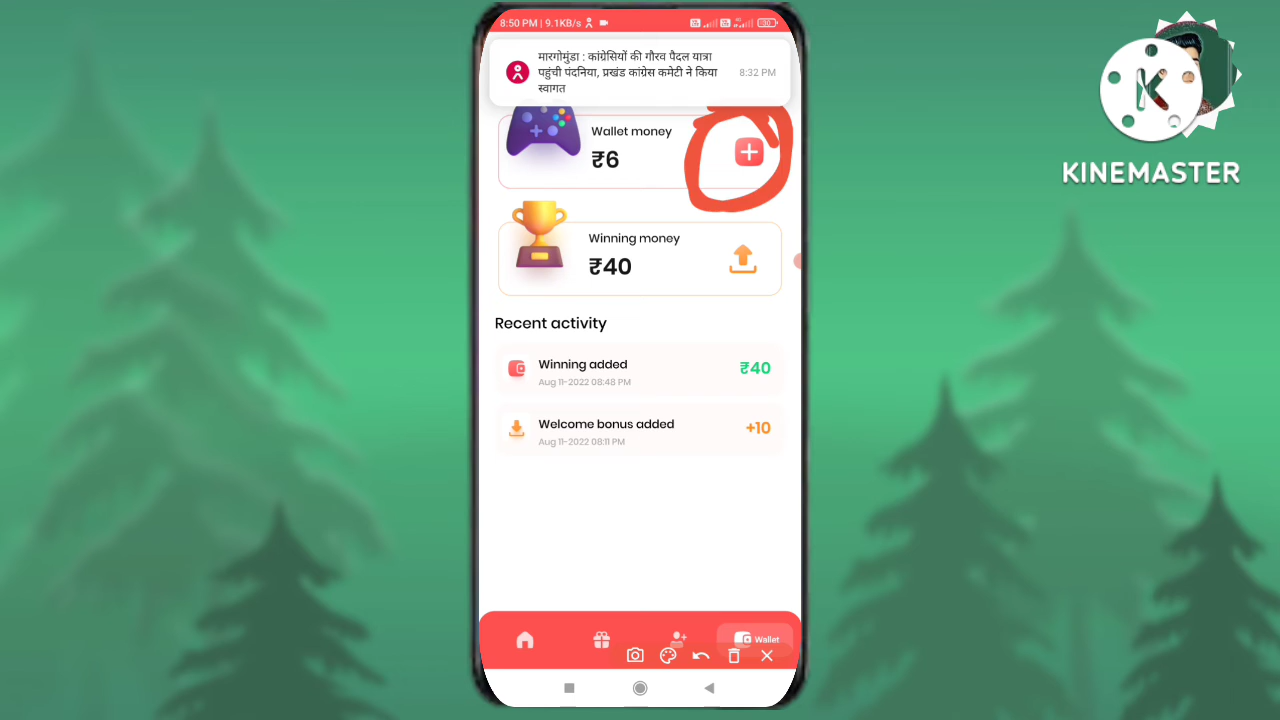 8:50 PM | 9.1KB/s
मारगोमुंडा : कांग्रेसियों की गौरव पैदल यात्रा
पहुंची पंदनिया, प्रखंड कांग्रेस कमेटी ने किया
स्वागत
8:32 PM
Wallet money
₹6
Winning money
₹40
Recent activity
Winning added
₹40
Aug 11-2022 08:48 PM
Welcome bonus added
+10
Aug 11-2022 08:11 PM
Wallet
K
KINEMASTER